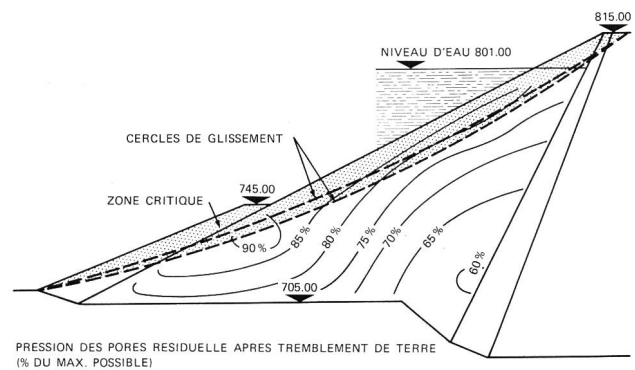 815.00
NIVEAU D'EAU 801.00
CERCLES DE GLISSEMENT
ZONE CRITIQUE
745.00
90%
85%
80%
75%
70%
65%
60%
705.00
PRESSION DES PORES RESIDUELLE APRES TREMBLEMENT DE TERRE
(% DU MAX. POSSIBLE)